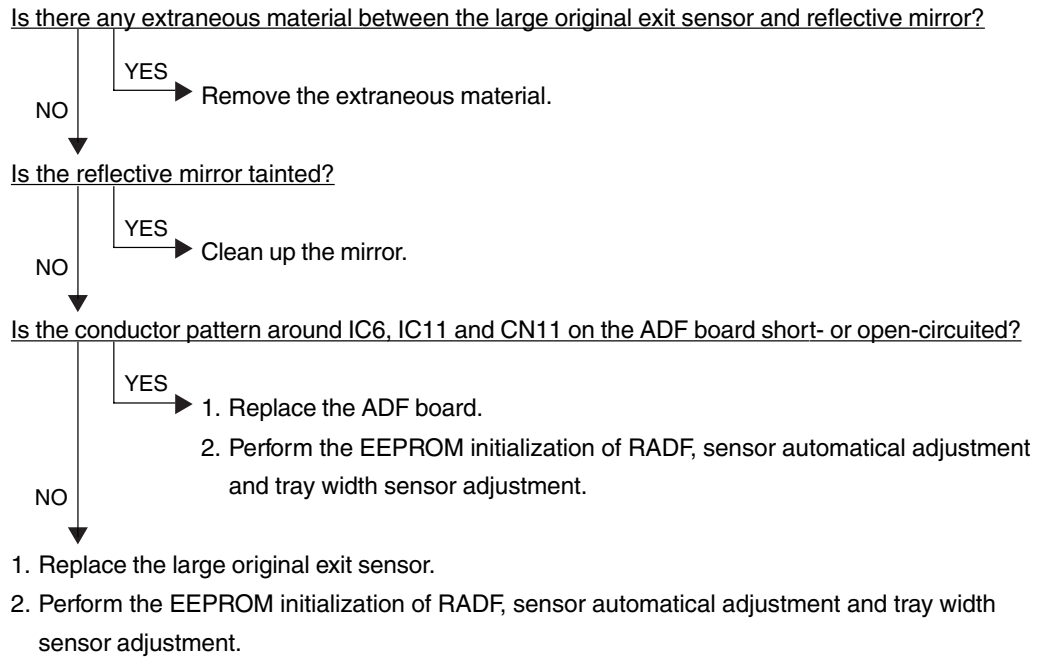 Is there any extraneous material between the large original exit sensor and reflective mirror?
YES
Remove the extraneous material.
NO
Is the reflective mirror tainted?
YES
Clean up the mirror.
NO
Is the conductor pattern around IC6, IC11 and CN11 on the ADF board short- or open-circuited?
YES
1. Replace the ADF board.
2. Perform the EEPROM initialization of RADF, sensor automatical adjustment
and tray width sensor adjustment.
NO
1. Replace the large original exit sensor.
2. Perform the EEPROM initialization of RADF, sensor automatical adjustment and tray width
sensor adjustment.